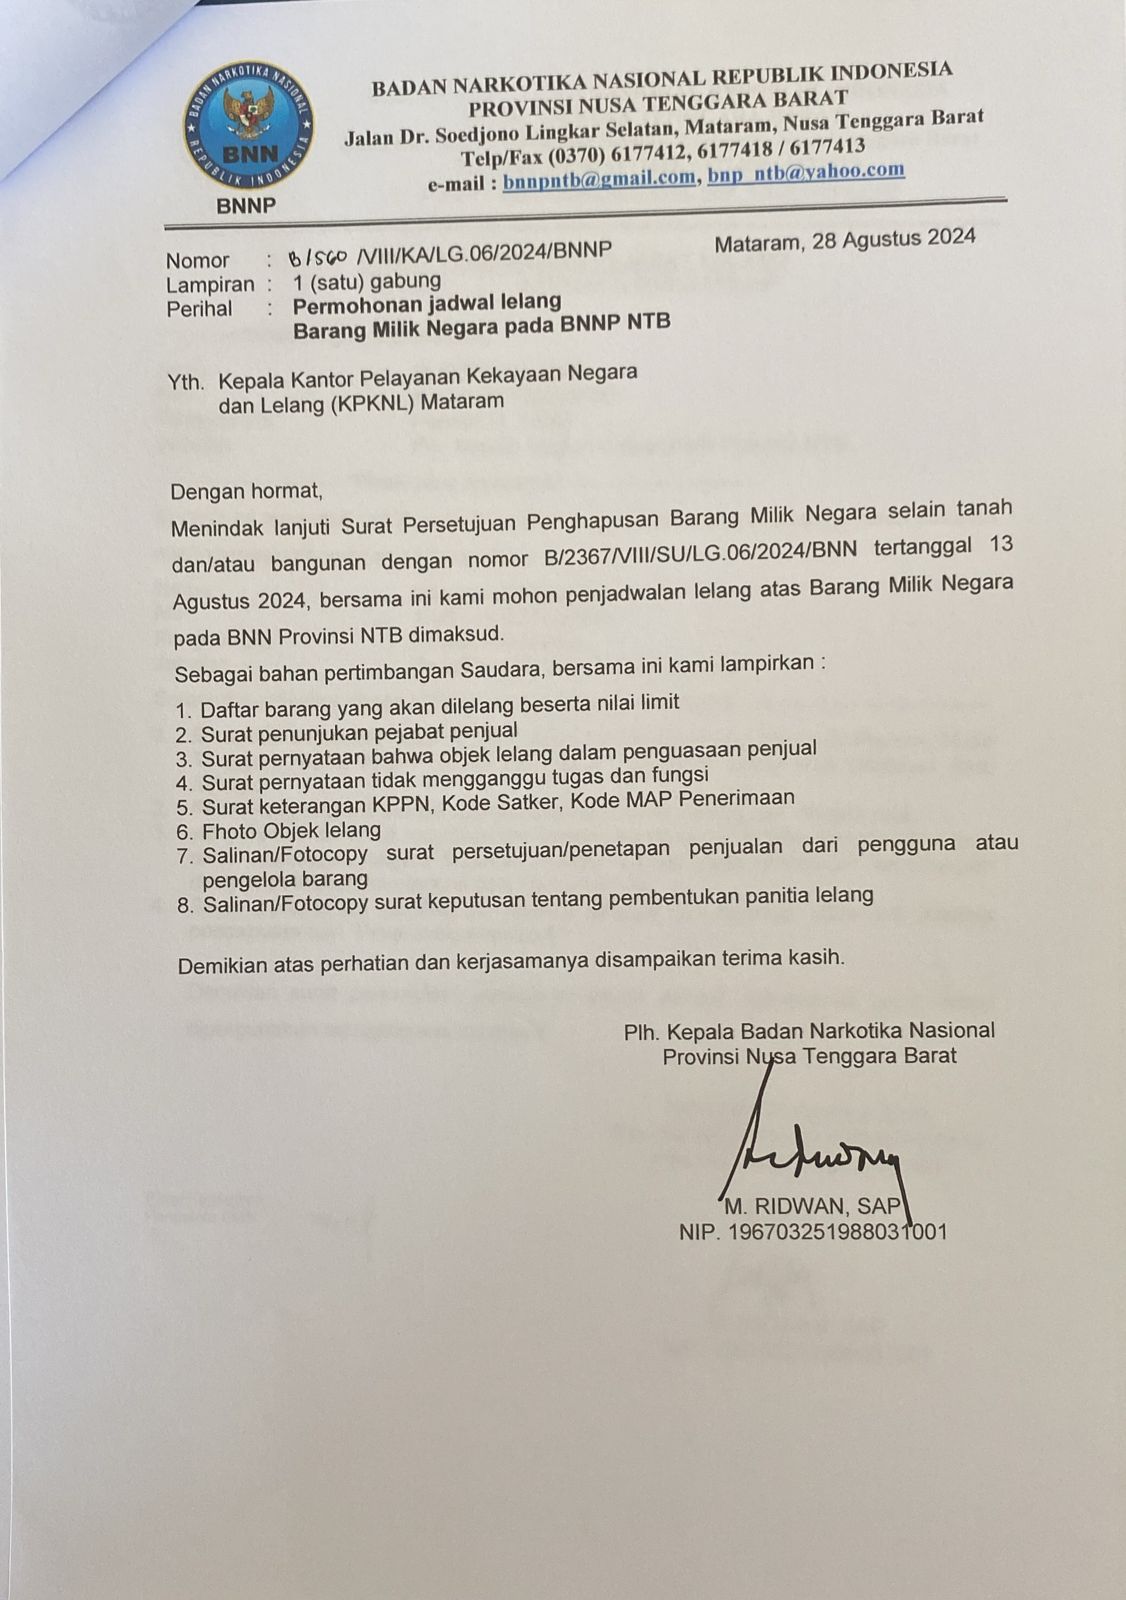 BADAN NARKOTIKA NASIONAL
REPUBLIK INDONESIA
BNN
BNNP
BADAN NARKOTIKA NASIONAL REPUBLIK INDONESIA
PROVINSI NUSA TENGGARA BARAT
Jalan Dr. Soedjono Lingkar Selatan, Mataram, Nusa Tenggara Barat
Telp/Fax (0370) 6177412, 6177418 / 6177413
e-mail : bnnpntb@gmail.com, bnp_ntb@yahoo.com
Nomor : B/560 /VIII/KA/LG.06/2024/BNNP Mataram, 28 Agustus 2024
Lampiran : 1 (satu) gabung
Perihal : Permohonan jadwal lelang
Barang Milik Negara pada BNNP NTB
Yth. Kepala Kantor Pelayanan Kekayaan Negara
dan Lelang (KPKNL) Mataram
Dengan hormat,
Menindak lanjuti Surat Persetujuan Penghapusan Barang Milik Negara selain tanah
dan/atau bangunan dengan nomor B/2367/VIII/SU/LG.06/2024/BNN tertanggal 13
Agustus 2024, bersama ini kami mohon penjadwalan lelang atas Barang Milik Negara
pada BNN Provinsi NTB dimaksud.
Sebagai bahan pertimbangan Saudara, bersama ini kami lampirkan :
1. Daftar barang yang akan dilelang beserta nilai limit
2. Surat penunjukan pejabat penjual
3. Surat pernyataan bahwa objek lelang dalam penguasaan penjual
4. Surat pernyataan tidak mengganggu tugas dan fungsi
5. Surat keterangan KPPN, Kode Satker, Kode MAP Penerimaan
6. Fhoto Objek lelang
7. Salinan/Fotocopy surat persetujuan/penetapan penjualan dari pengguna atau
pengelola barang
8. Salinan/Fotocopy surat keputusan tentang pembentukan panitia lelang
Demikian atas perhatian dan kerjasamanya disampaikan terima kasih.
Plh. Kepala Badan Narkotika Nasional
Provinsi Nusa Tenggara Barat
M. RIDWAN, SAP
NIP. 196703251988031001